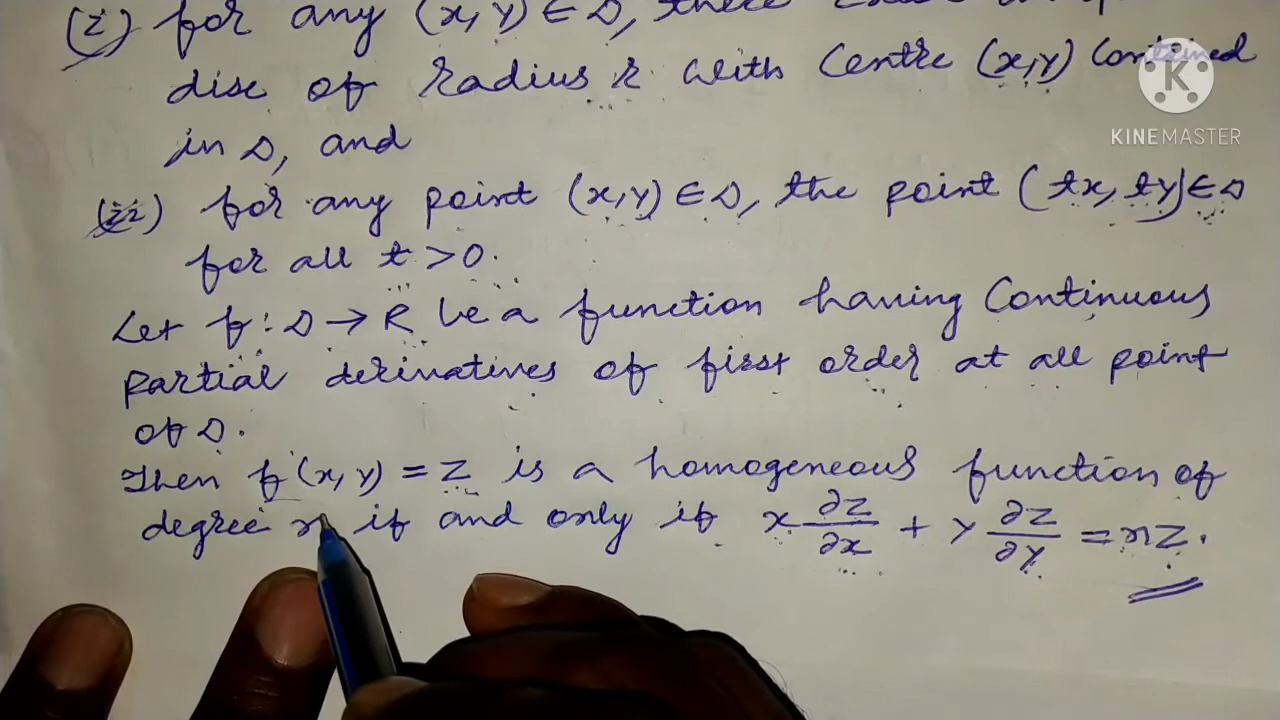 (i) for any (x, y) ∈ D, there
disc of radius r with Centre (x, y) Contained
in D, and
(ii) for any point (x, y) ∈ D, the point (tx, ty) ∈ D
for all t > 0.
Let f : D → R be a function having Continuous
partial derivatives of first order at all point
of D.
Then f(x, y) = Z is a homogeneous function of
degree n if and only if x ∂Z/∂x + y ∂Z/∂y = nZ.
K
KINEMASTER